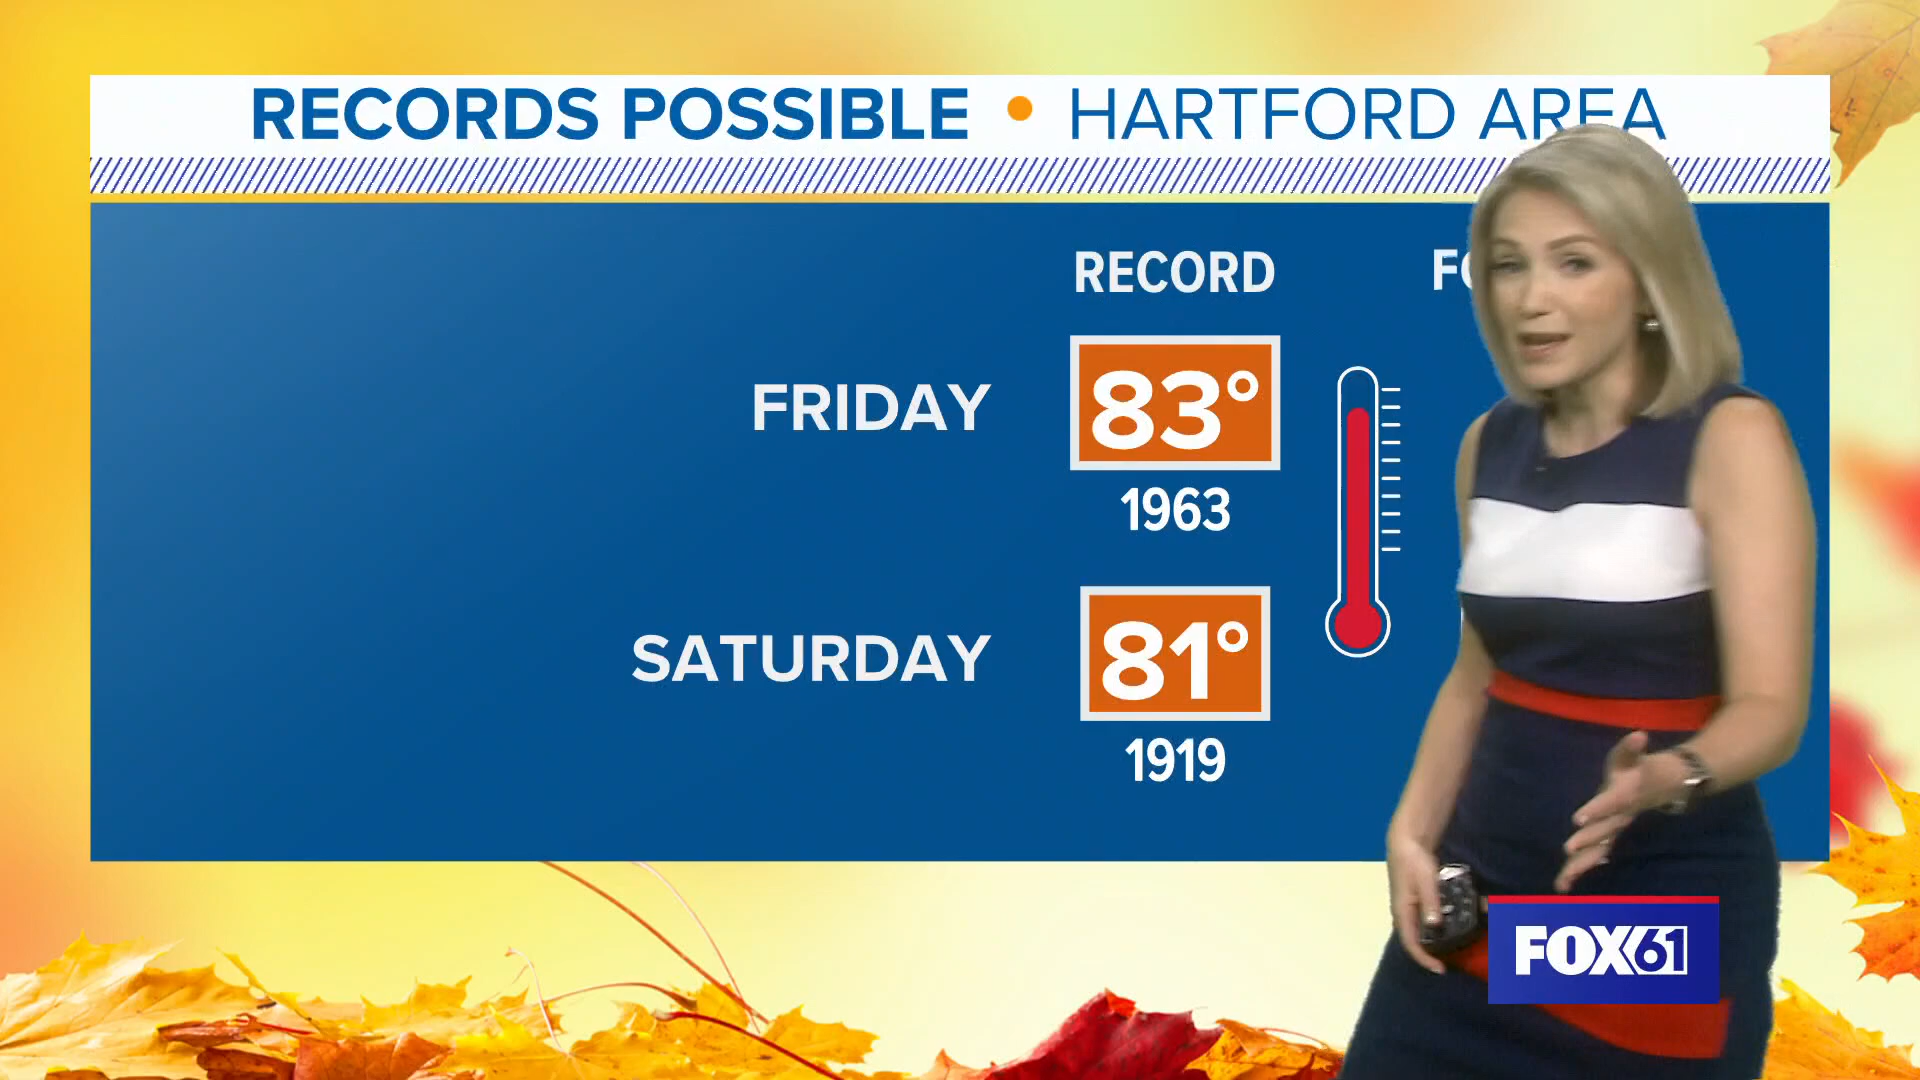 RECORDS POSSIBLE • HARTFORD AREA
RECORD
FRIDAY 83°
1963
SATURDAY 81°
1919
FOX61